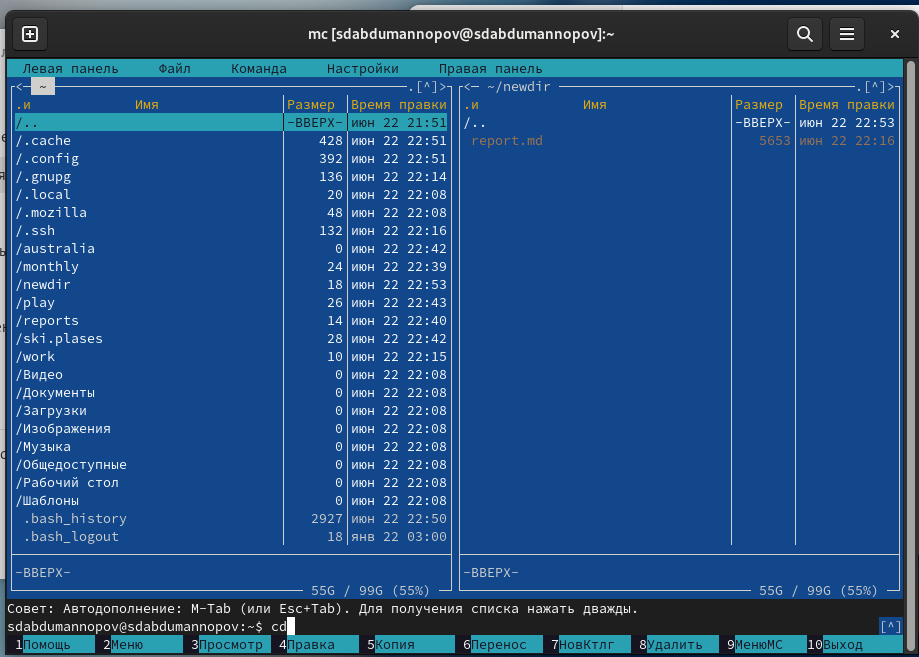 mc [sdabdumannopov@sdabdumannopov]:~
Левая панель Файл Команда Настройки Правая панель
<─ ~ .[^]> <─ ~/newdir .[^]>
.и Имя Размер Время правки .и Имя Размер Время правки
/.. -ВВЕРХ- июн 22 21:51 /.. -ВВЕРХ- июн 22 22:53
/.cache 428 июн 22 22:51 report.md 5653 июн 22 22:16
/.config 392 июн 22 22:51
/.gnupg 136 июн 22 22:14
/.local 20 июн 22 22:08
/.mozilla 48 июн 22 22:08
/.ssh 132 июн 22 22:16
/australia 0 июн 22 22:42
/monthly 24 июн 22 22:39
/newdir 18 июн 22 22:53
/play 26 июн 22 22:43
/reports 14 июн 22 22:40
/ski.plases 28 июн 22 22:42
/work 10 июн 22 22:15
/Видео 0 июн 22 22:08
/Документы 0 июн 22 22:08
/Загрузки 0 июн 22 22:08
/Изображения 0 июн 22 22:08
/Музыка 0 июн 22 22:08
/Общедоступные 0 июн 22 22:08
/Рабочий стол 0 июн 22 22:08
/Шаблоны 0 июн 22 22:08
.bash_history 2927 июн 22 22:50
.bash_logout 18 янв 22 03:00
-ВВЕРХ- -ВВЕРХ-
55G / 99G (55%) 55G / 99G (55%)
Совет: Автодополнение: M-Tab (или Esc+Tab). Для получения списка нажать дважды.
sdabdumannopov@sdabdumannopov:~$ cd [^]
1Помощь 2Меню 3Просмотр 4Правка 5Копия 6Перенос 7НовКтлг 8Удалить 9МенюMC 10Выход